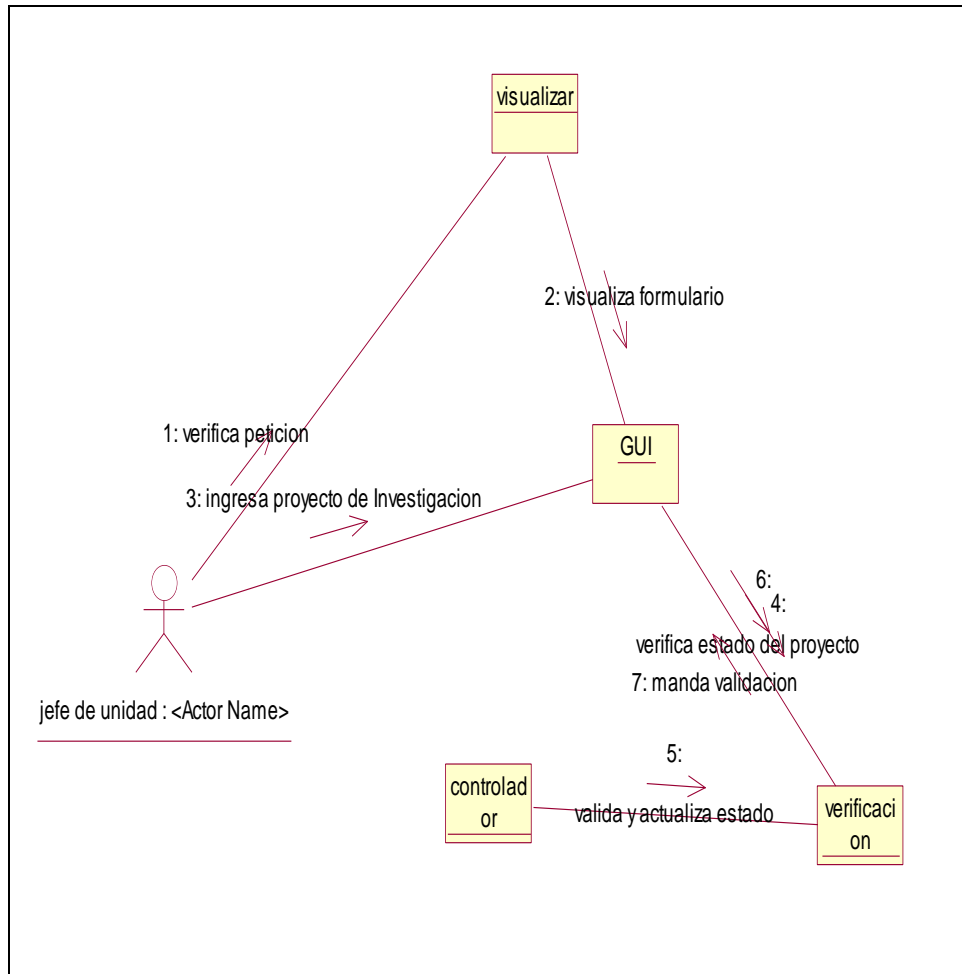 visualizar
2: visualiza formulario
1: verifica peticion
GUI
3: ingresa proyecto de Investigacion
6:
4:
verifica estado del proyecto
7: manda validacion
jefe de unidad : <Actor Name>
5:
controlad
or
valida y actualiza estado
verificaci
on